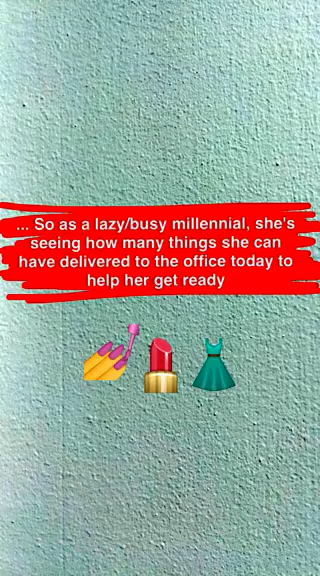 ... So as a lazy/busy millennial, she's
seeing how many things she can
have delivered to the office today to
help her get ready